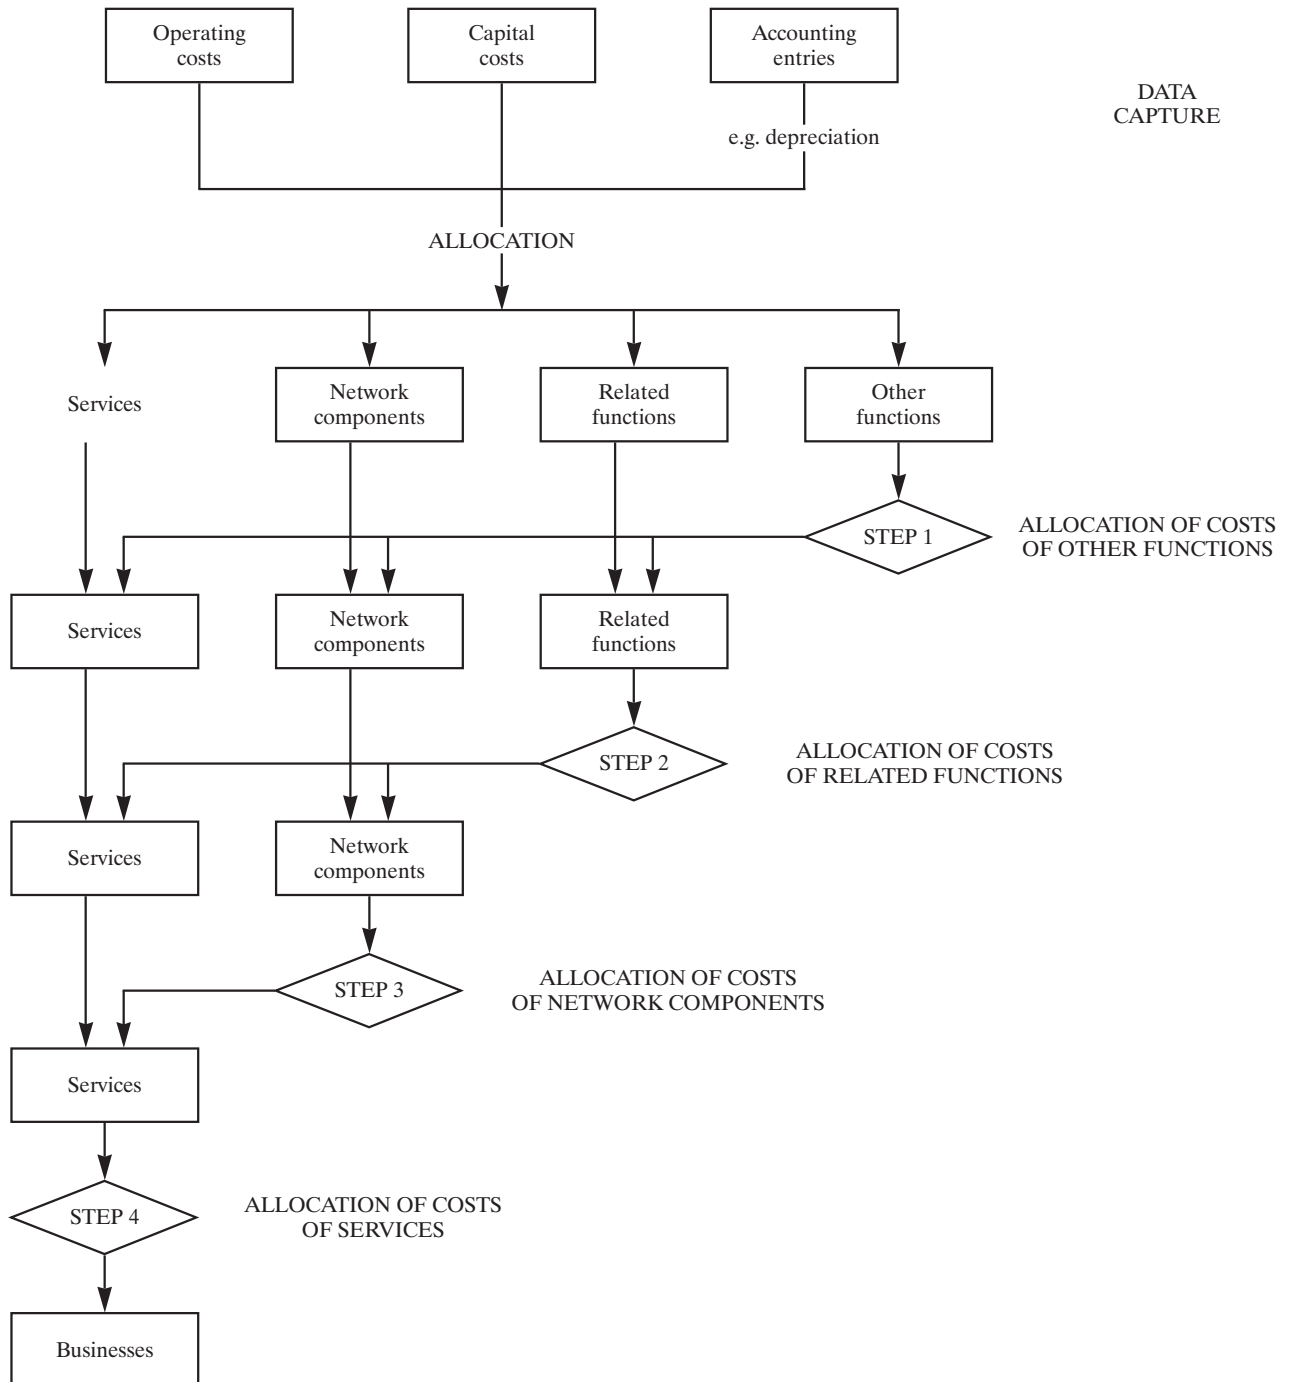 Operating
costs
Capital
costs
Accounting
entries
DATA
CAPTURE
e.g. depreciation
ALLOCATION
Services
Network
components
Related
functions
Other
functions
STEP 1
ALLOCATION OF COSTS
OF OTHER FUNCTIONS
Services
Network
components
Related
functions
STEP 2
ALLOCATION OF COSTS
OF RELATED FUNCTIONS
Services
Network
components
STEP 3
ALLOCATION OF COSTS
OF NETWORK COMPONENTS
Services
STEP 4
ALLOCATION OF COSTS
OF SERVICES
Businesses